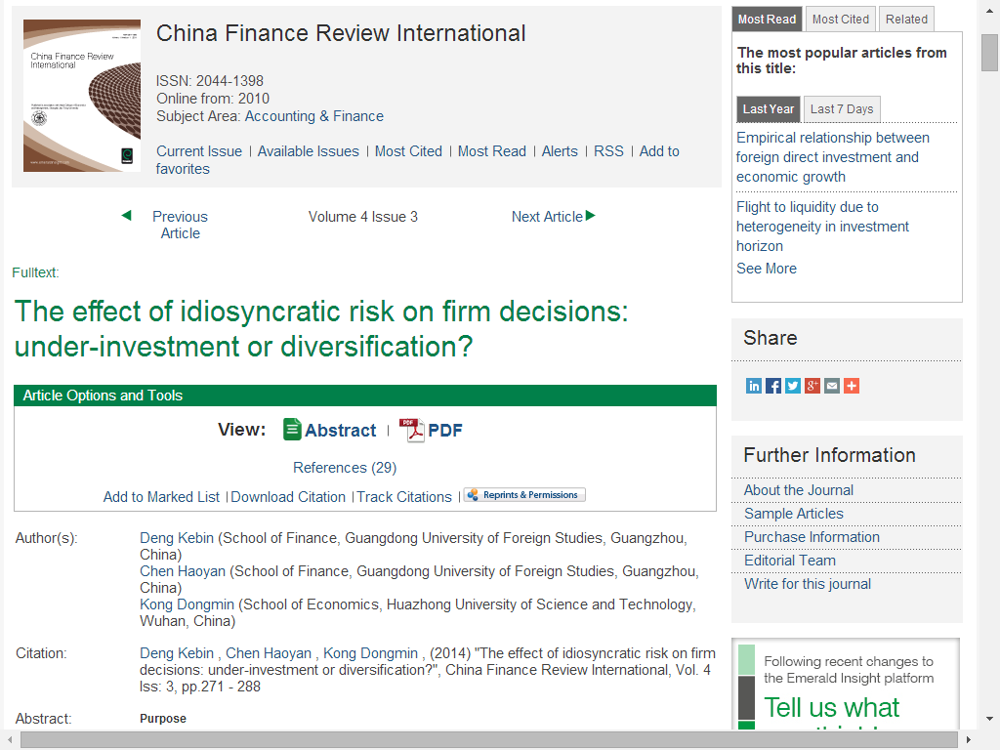 China Finance Review
International
China Finance Review International
ISSN: 2044-1398
Online from: 2010
Subject Area: Accounting & Finance
Current Issue | Available Issues | Most Cited | Most Read | Alerts | RSS | Add to
favorites
Previous
Article
Volume 4 Issue 3
Next Article
Fulltext:
The effect of idiosyncratic risk on firm decisions:
under-investment or diversification?
Article Options and Tools
View: Abstract | PDF
References (29)
Add to Marked List | Download Citation | Track Citations | Reprints & Permissions
Author(s):
Deng Kebin (School of Finance, Guangdong University of Foreign Studies, Guangzhou,
China)
Chen Haoyan (School of Finance, Guangdong University of Foreign Studies, Guangzhou,
China)
Kong Dongmin (School of Economics, Huazhong University of Science and Technology,
Wuhan, China)
Citation:
Deng Kebin , Chen Haoyan , Kong Dongmin , (2014) "The effect of idiosyncratic risk on firm
decisions: under-investment or diversification?", China Finance Review International, Vol. 4
Iss: 3, pp.271 - 288
Abstract:
Purpose
Most Read Most Cited Related
The most popular articles from
this title:
Last Year Last 7 Days
Empirical relationship between
foreign direct investment and
economic growth
Flight to liquidity due to
heterogeneity in investment
horizon
See More
Share
Further Information
About the Journal
Sample Articles
Purchase Information
Editorial Team
Write for this journal
Following recent changes to
the Emerald Insight platform
Tell us what